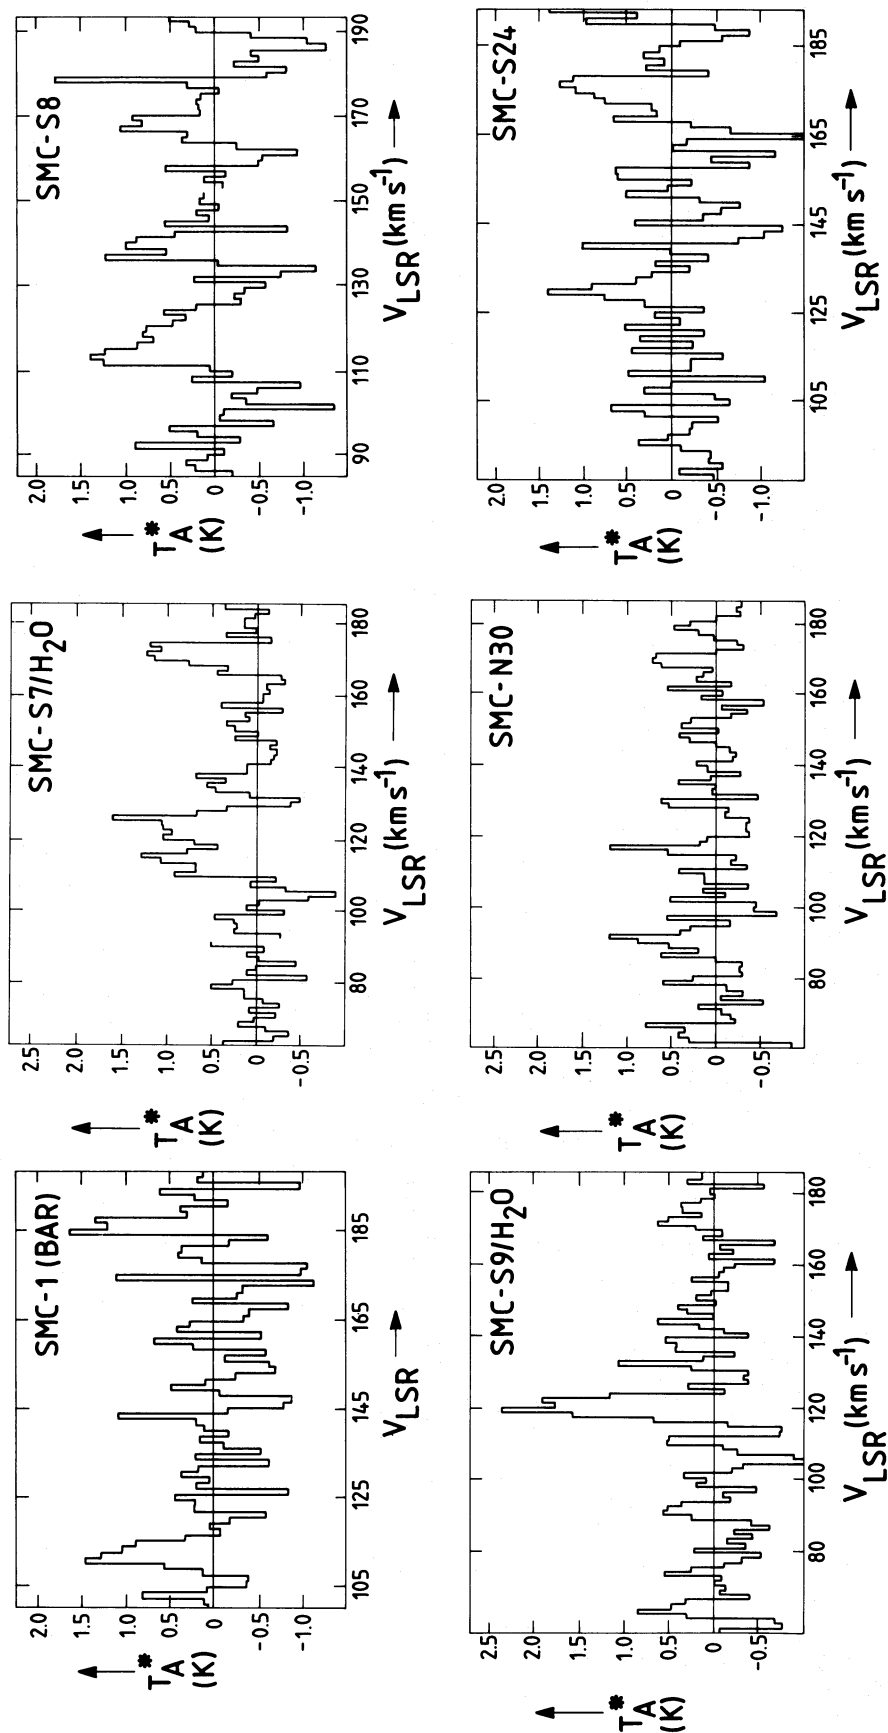 SMC-1 (BAR)
2.0 1.5 1.0 0.5 0 -0.5 -1.0
T*A
(K)
105 125 145 165 185
VLSR
SMC-S7/H2O
2.5 2.0 1.5 1.0 0.5 0 -0.5
T*A
(K)
80 100 120 140 160 180
VLSR(km s-1)
SMC-S8
2.0 1.5 1.0 0.5 0 -0.5 -1.0
T*A
(K)
90 110 130 150 170 190
VLSR(km s-1)
SMC-S9/H2O
2.5 2.0 1.5 1.0 0.5 0 -0.5
T*A
(K)
80 100 120 140 160 180
VLSR(km s-1)
SMC-N30
2.5 2.0 1.5 1.0 0.5 0 -0.5
T*A
(K)
80 100 120 140 160 180
VLSR(km s-1)
SMC-S24
2.0 1.5 1.0 0.5 0 -0.5 -1.0
T*A
(K)
105 125 145 165 185
VLSR(km s-1)